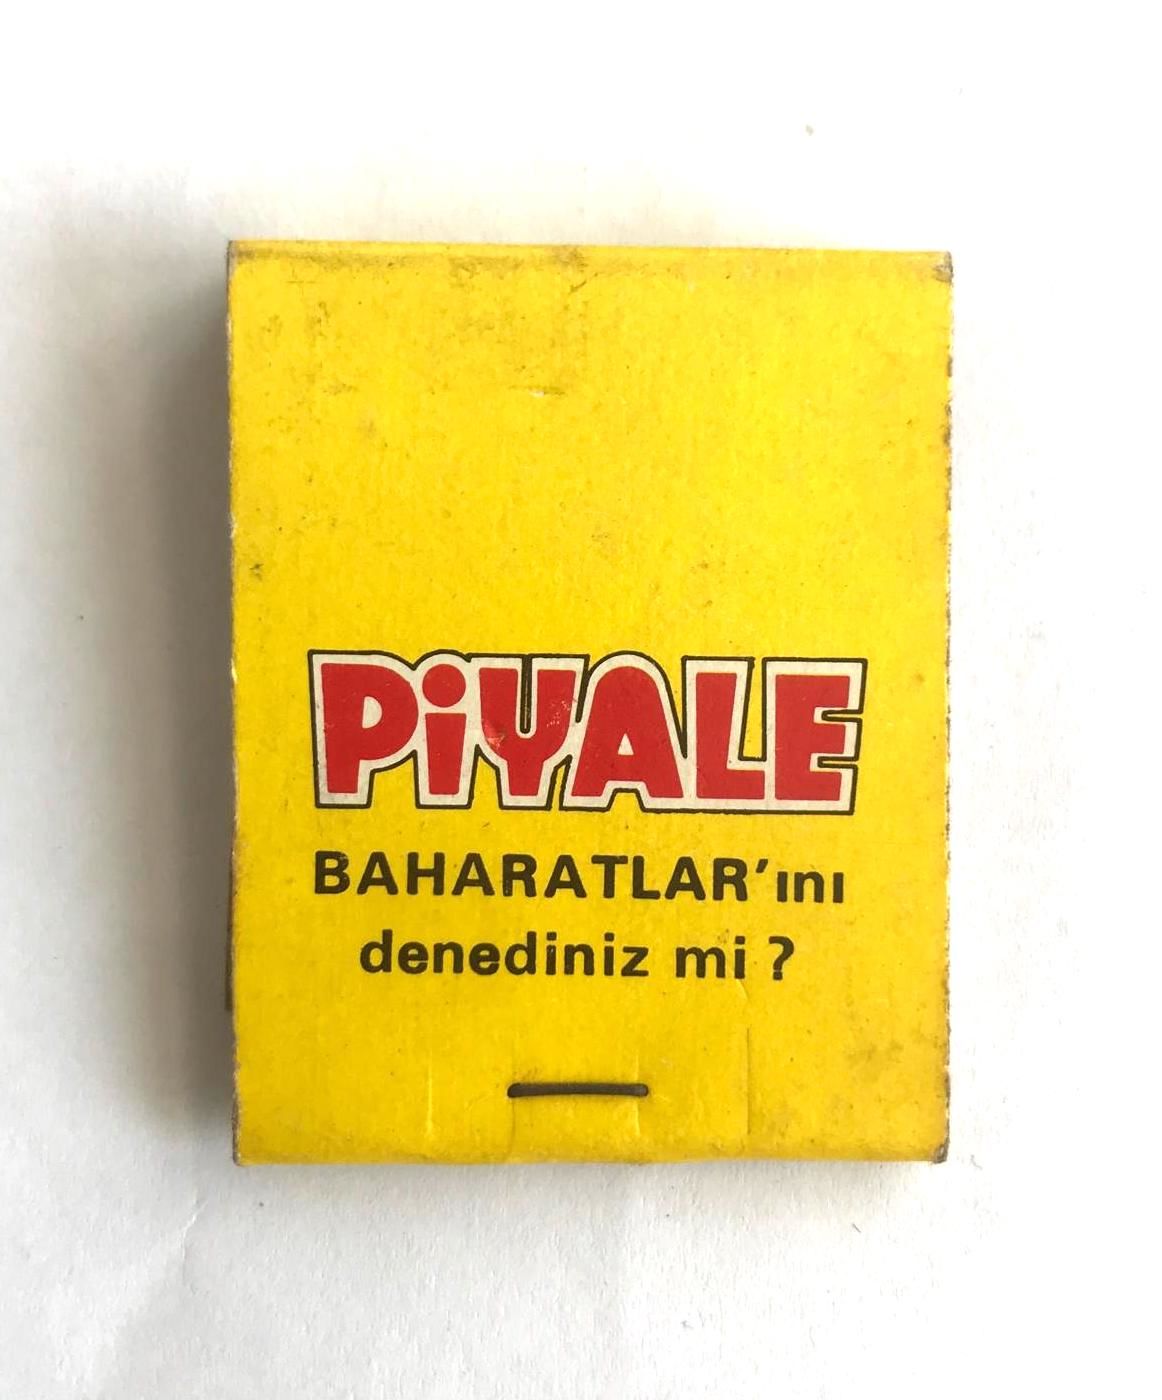 PiYALE
BAHARATLAR'ını
denediniz mi ?